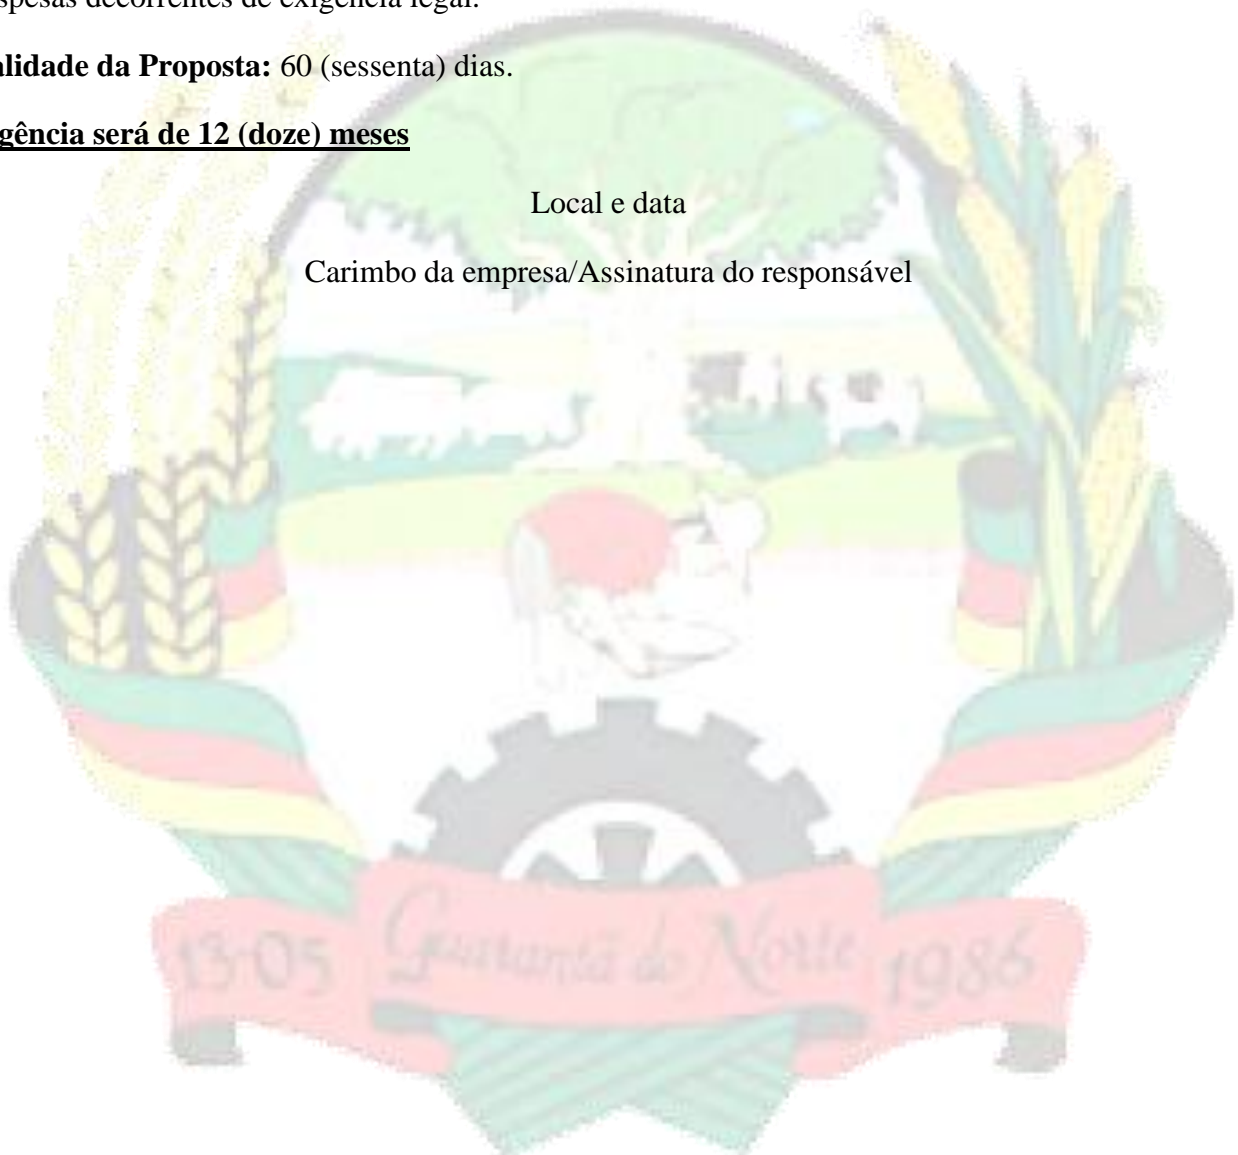 spesas decorrentes de exigência legal.
alidade da Proposta: 60 (sessenta) dias.
gência será de 12 (doze) meses
Local e data
Carimbo da empresa/Assinatura do responsável
13-05 Guarantã do Norte 1986